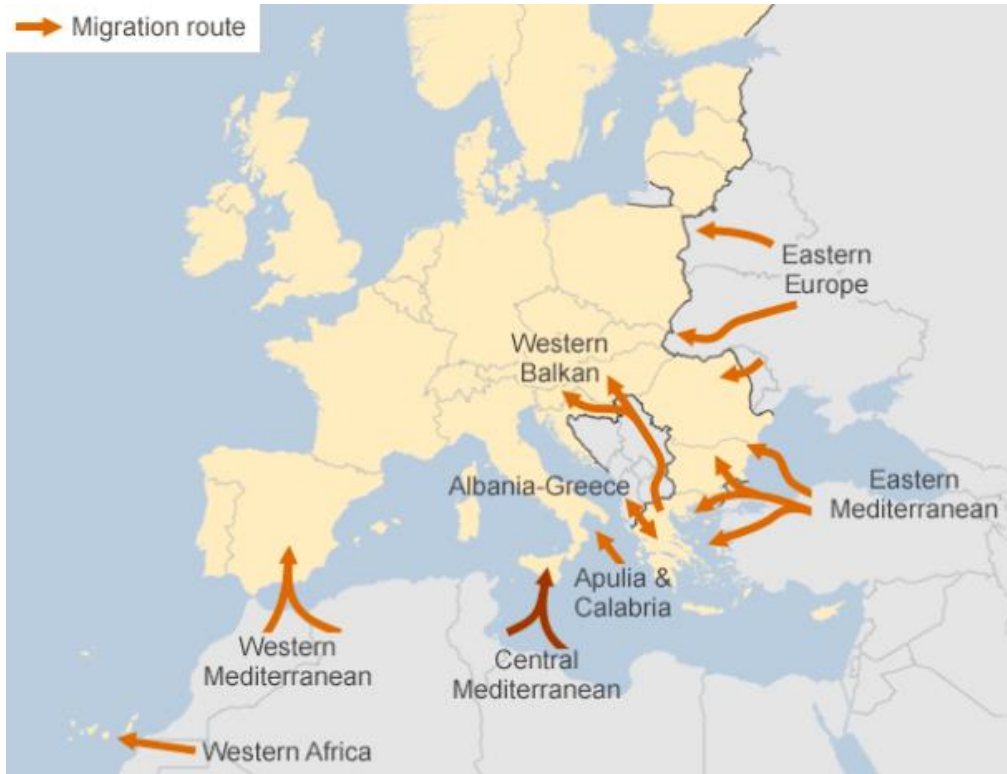 Migration route
Eastern
Europe
Western
Balkan
Albania-Greece
Eastern
Mediterranean
Apulia &
Calabria
Western
Mediterranean
Central
Mediterranean
Western Africa